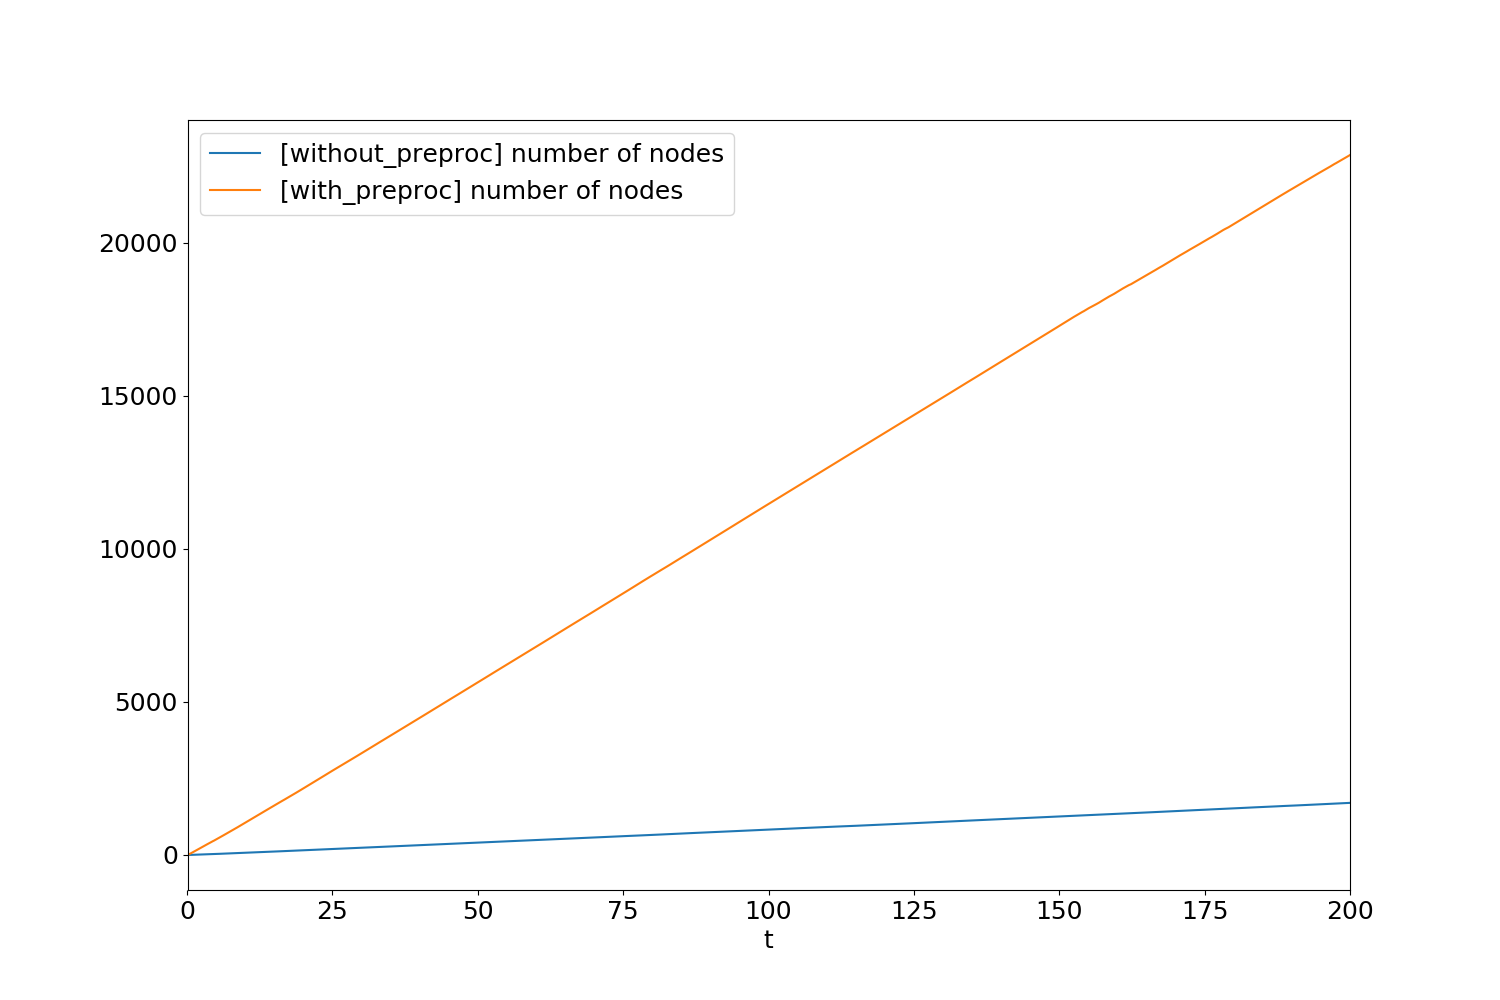 [without_preproc] number of nodes
[with_preproc] number of nodes
20000
15000
10000
5000
0
0 25 50 75 100 125 150 175 200
t